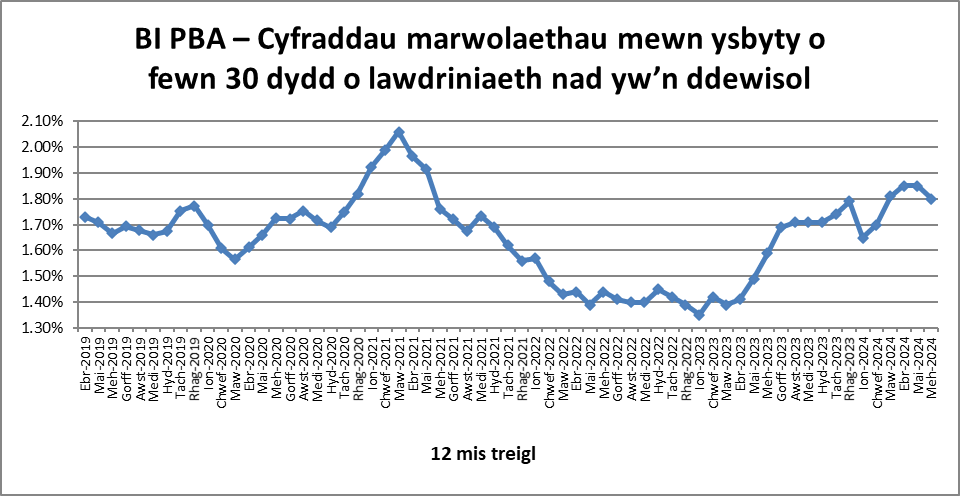 BI PBA – Cyfraddau marwolaethau mewn ysbyty o
fewn 30 dydd o lawdriniaeth nad yw’n ddewisol
2.10%
2.00%
1.90%
1.80%
1.70%
1.60%
1.50%
1.40%
1.30%
Ebr-2019
Mai-2019
Meh-2019
Gorff-2019
Awst-2019
Medi-2019
Hyd-2019
Tach-2019
Rhag-2019
Ion-2020
Chwef-2020
Maw-2020
Ebr-2020
Mai-2020
Meh-2020
Gorff-2020
Awst-2020
Medi-2020
Hyd-2020
Tach-2020
Rhag-2020
Ion-2021
Chwef-2021
Maw-2021
Ebr-2021
Mai-2021
Meh-2021
Gorff-2021
Awst-2021
Medi-2021
Hyd-2021
Tach-2021
Rhag-2021
Ion-2022
Chwef-2022
Maw-2022
Ebr-2022
Mai-2022
Meh-2022
Gorff-2022
Awst-2022
Medi-2022
Hyd-2022
Tach-2022
Rhag-2022
Ion-2023
Chwef-2023
Maw-2023
Ebr-2023
Mai-2023
Meh-2023
Gorff-2023
Awst-2023
Medi-2023
Hyd-2023
Tach-2023
Rhag-2023
Ion-2024
Chwef-2024
Maw-2024
Ebr-2024
Mai-2024
Meh-2024
12 mis treigl